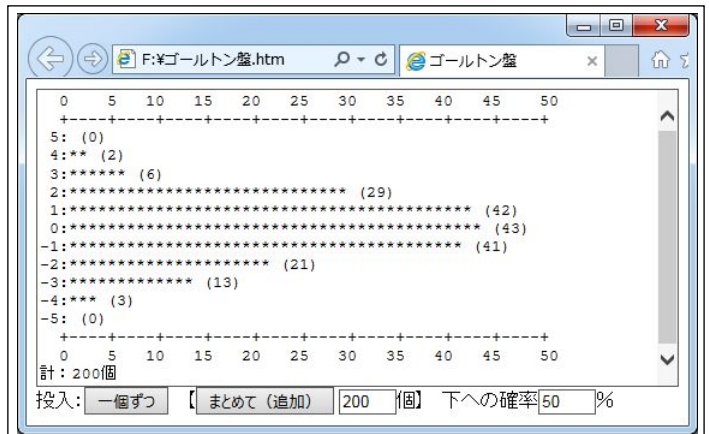 F:¥ゴールトン盤.htm
ゴールトン盤
0 5 10 15 20 25 30 35 40 45 50
+----+----+----+----+----+----+----+----+----+----+
5: (0)
4:** (2)
3:****** (6)
2:***************************** (29)
1:****************************************** (42)
0:******************************************* (43)
-1:***************************************** (41)
-2:********************* (21)
-3:************* (13)
-4:*** (3)
-5: (0)
+----+----+----+----+----+----+----+----+----+----+
0 5 10 15 20 25 30 35 40 45 50
計：200個
投入: 一個ずつ 【 まとめて（追加） 200 個】 下への確率 50 %